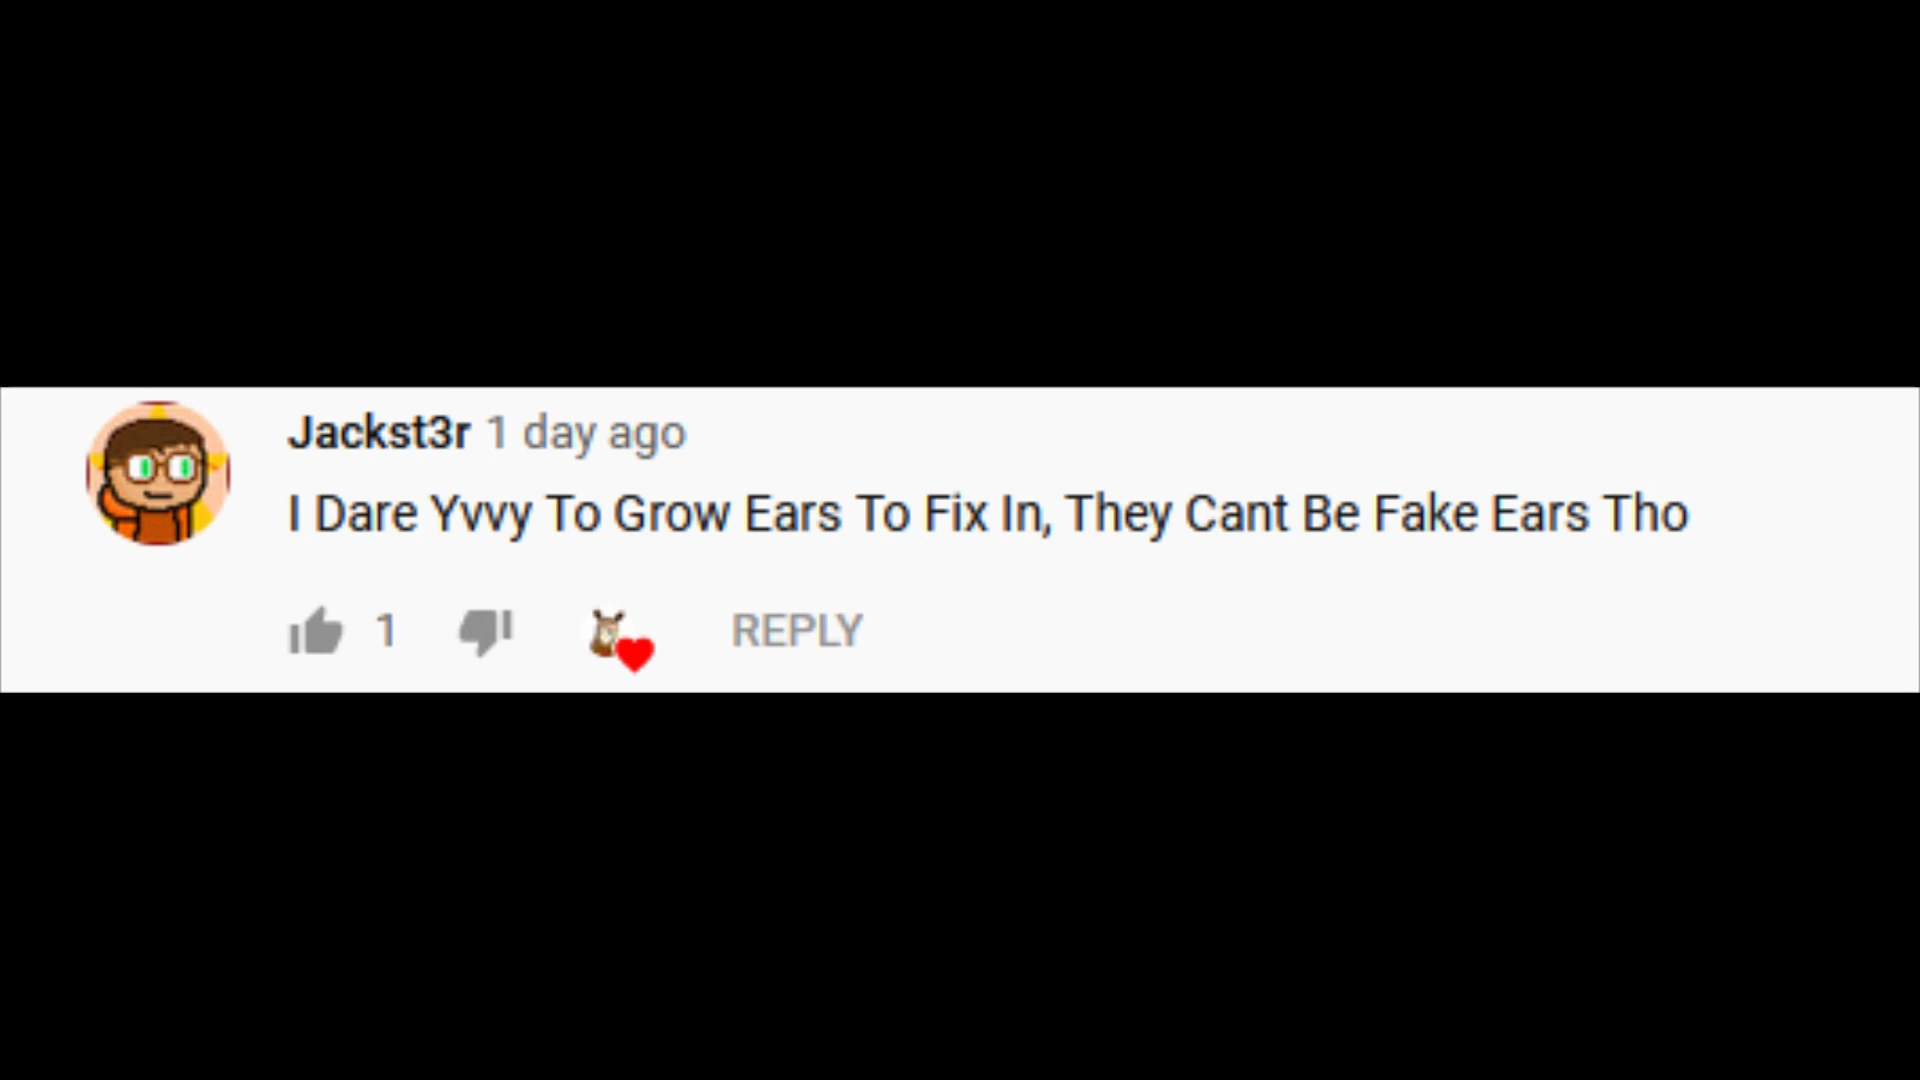 Jackst3r 1 day ago
I Dare Yvvy To Grow Ears To Fix In, They Cant Be Fake Ears Tho
1 REPLY